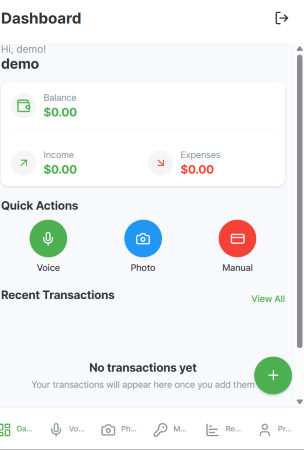 Dashboard
Hi, demo!
demo
Balance
$0.00
Income
$0.00
Expenses
$0.00
Quick Actions
Voice
Photo
Manual
Recent Transactions
View All
No transactions yet
Your transactions will appear here once you add them
Da...
Vo...
Ph...
M...
Re...
Pr...